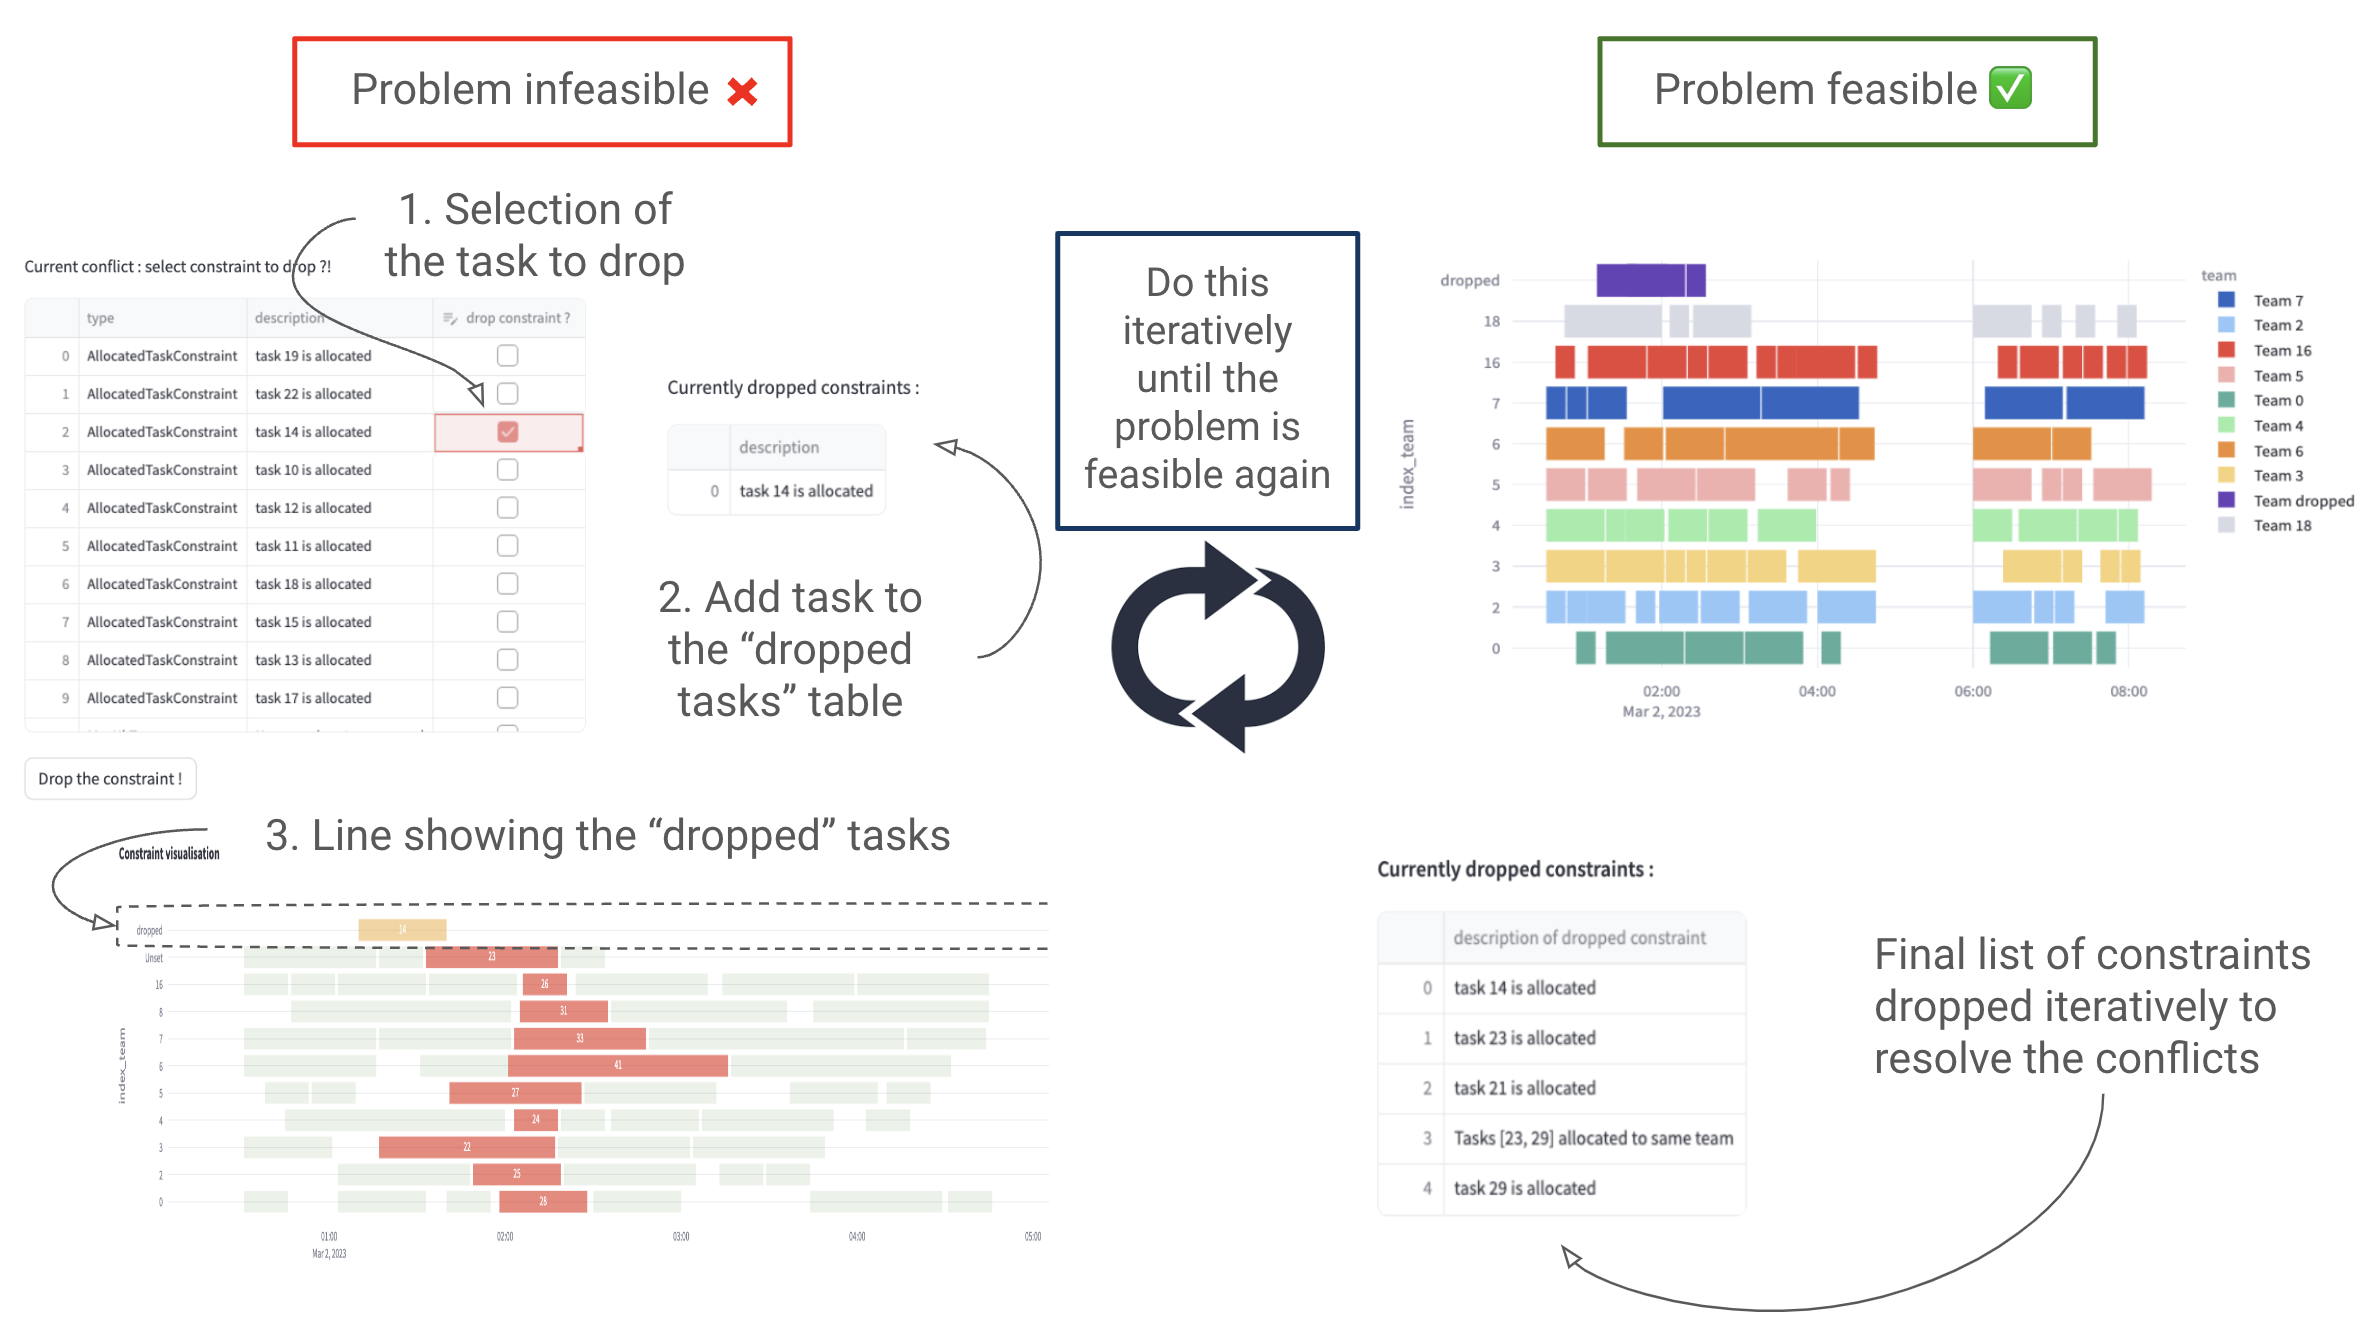 Problem infeasible ❌
Problem feasible ✅
1. Selection of
the task to drop
Current conflict : select constraint to drop ?!
type description drop constraint ?
0 AllocatedTaskConstraint task 19 is allocated
1 AllocatedTaskConstraint task 22 is allocated
2 AllocatedTaskConstraint task 14 is allocated
3 AllocatedTaskConstraint task 10 is allocated
4 AllocatedTaskConstraint task 12 is allocated
5 AllocatedTaskConstraint task 11 is allocated
6 AllocatedTaskConstraint task 18 is allocated
7 AllocatedTaskConstraint task 15 is allocated
8 AllocatedTaskConstraint task 13 is allocated
9 AllocatedTaskConstraint task 17 is allocated
Drop the constraint !
Currently dropped constraints :
description
0 task 14 is allocated
2. Add task to
the “dropped
tasks” table
Do this
iteratively
until the
problem is
feasible again
index_team
dropped
18
16
7
6
5
4
3
2
0
02:00 04:00 06:00 08:00
Mar 2, 2023
team
Team 7
Team 2
Team 16
Team 5
Team 0
Team 4
Team 6
Team 3
Team dropped
Team 18
3. Line showing the “dropped” tasks
Constraint visualisation
index_team
dropped 14
Unset 23
16 26
8 31
7 33
6 41
5 27
4 24
3 22
2 25
0 28
01:00 02:00 03:00 04:00 05:00
Mar 2, 2023
Currently dropped constraints :
description of dropped constraint
0 task 14 is allocated
1 task 23 is allocated
2 task 21 is allocated
3 Tasks [23, 29] allocated to same team
4 task 29 is allocated
Final list of constraints
dropped iteratively to
resolve the conflicts